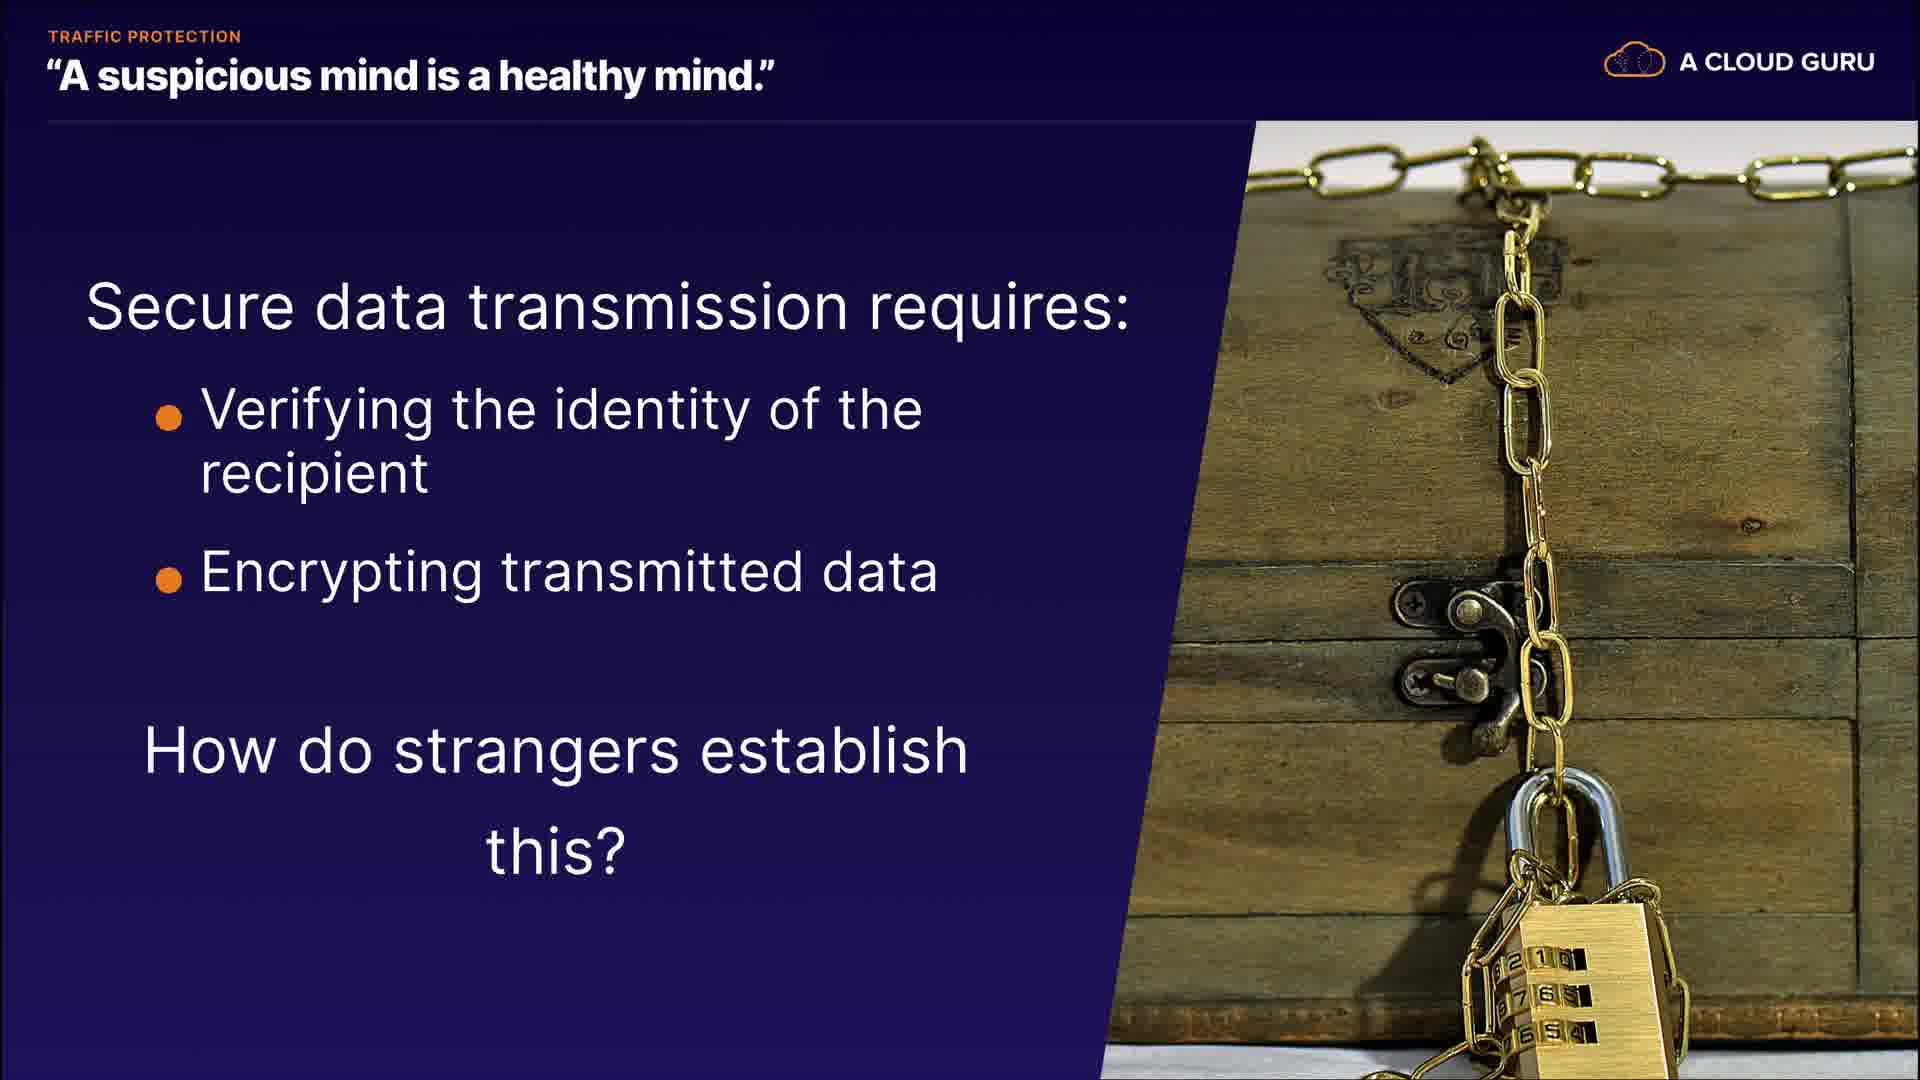 TRAFFIC PROTECTION
“A suspicious mind is a healthy mind.”
A CLOUD GURU
Secure data transmission requires:
Verifying the identity of the
recipient
Encrypting transmitted data
How do strangers establish
this?